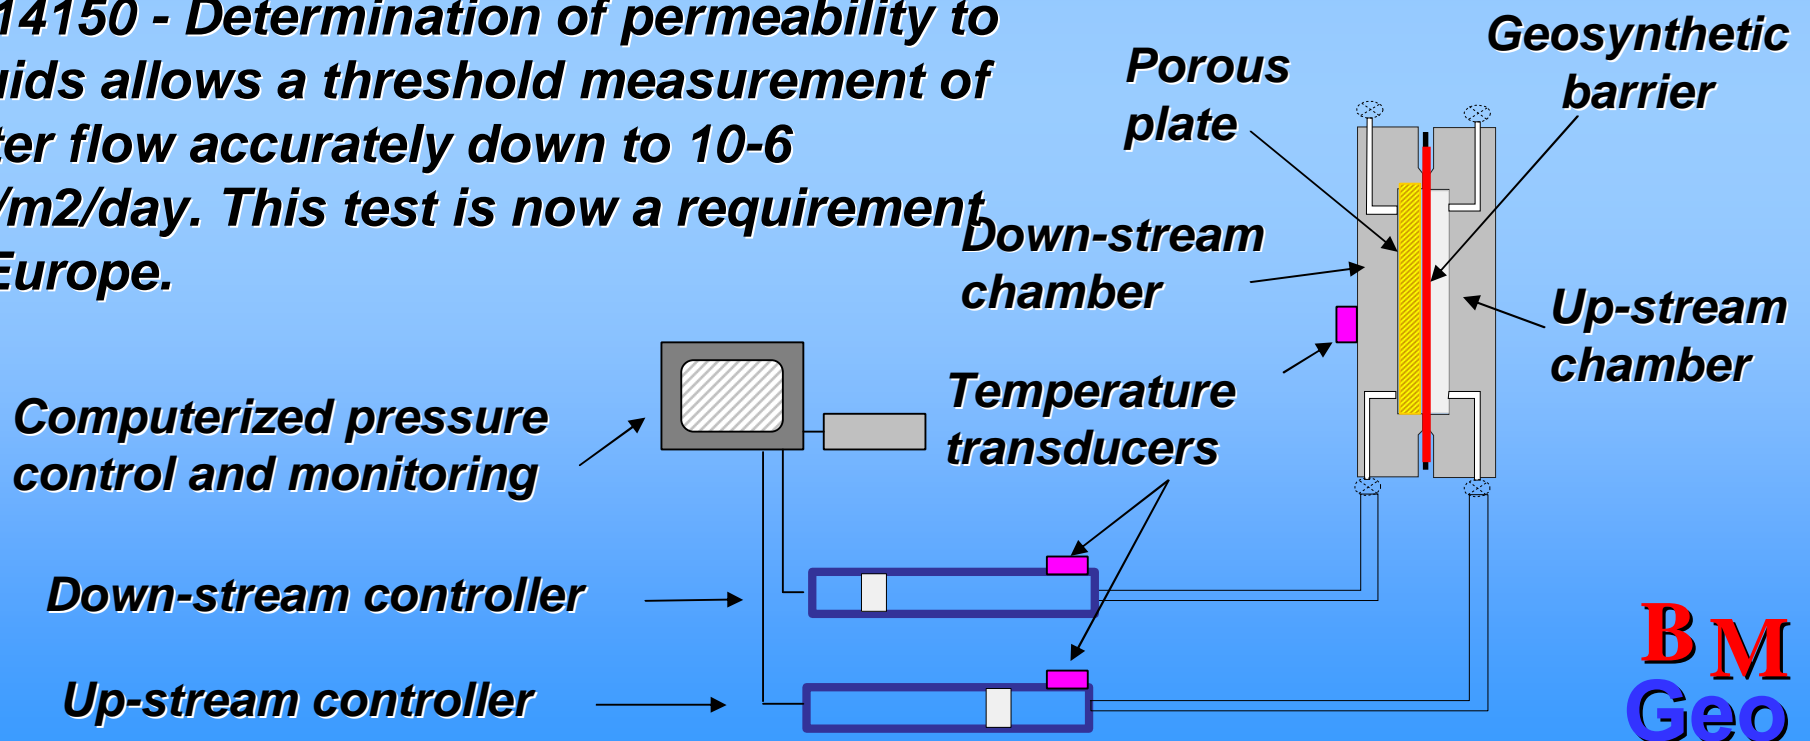 14150 - Determination of permeability to
uids allows a threshold measurement of
ter flow accurately down to 10-6
/m2/day. This test is now a requirement
Europe.
Porous
plate
Geosynthetic
barrier
Down-stream
chamber
Up-stream
chamber
Temperature
transducers
Computerized pressure
control and monitoring
Down-stream controller
Up-stream controller
B M
Geo